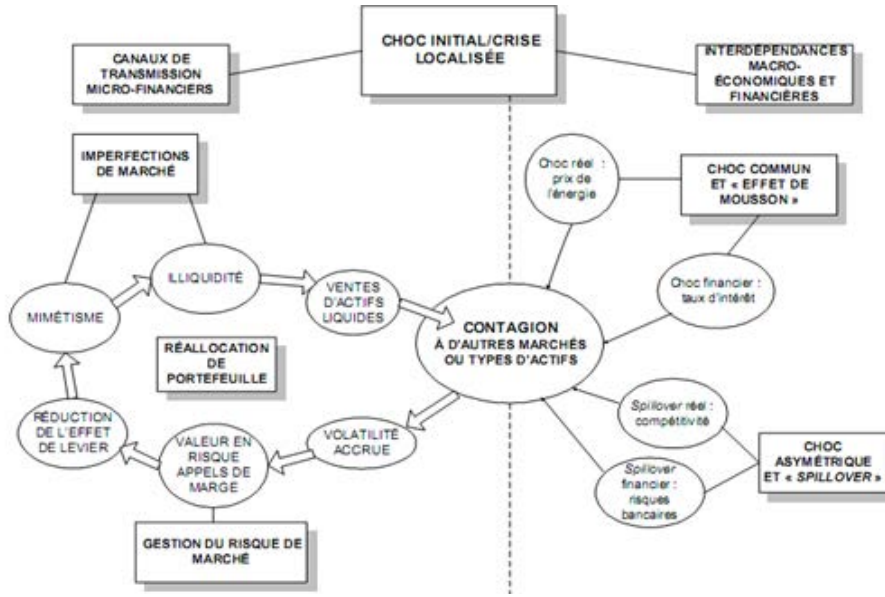 CHOC INITIAL/CRISE
LOCALISÉE
CANAUX DE
TRANSMISSION
MICRO-FINANCIERS
INTERDÉPENDANCES
MACRO-
ÉCONOMIQUES ET
FINANCIÈRES
IMPERFECTIONS
DE MARCHÉ
Choc réel :
prix de
l'énergie
CHOC COMMUN
ET « EFFET DE
MOUSSON »
ILLIQUIDITÉ
VENTES
D'ACTIFS
LIQUIDES
Choc financier :
taux d'intérêt
MIMÉTISME
CONTAGION
À D'AUTRES MARCHÉS
OU TYPES D'ACTIFS
RÉALLOCATION
DE
PORTEFEUILLE
RÉDUCTION
DE L'EFFET
DE LEVIER
VALEUR EN
RISQUE
APPELS DE
MARGE
VOLATILITÉ
ACCRUE
Spillover réel :
compétitivité
CHOC
ASYMÉTRIQUE
ET « SPILLOVER »
Spillover
financier :
risques
bancaires
GESTION DU RISQUE DE
MARCHÉ